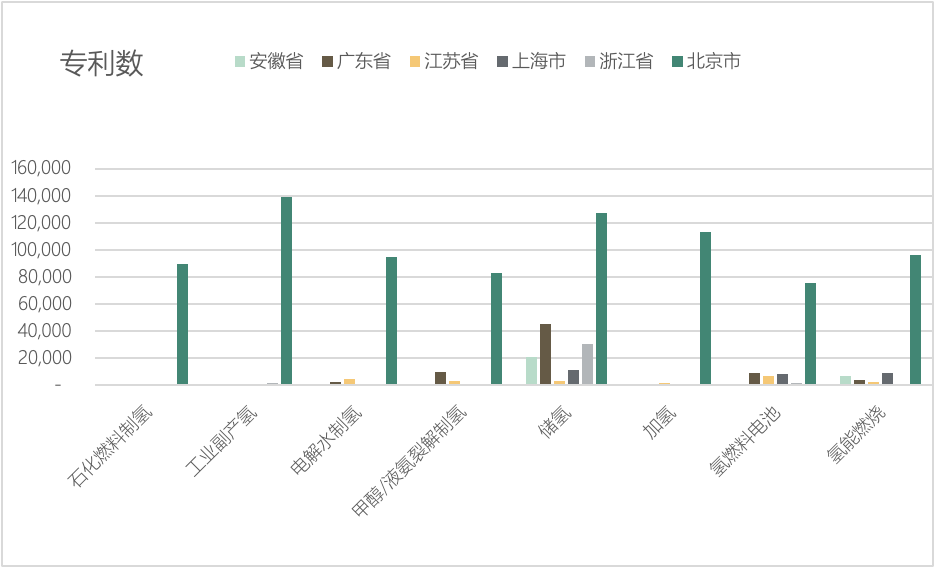 专利数
安徽省 广东省 江苏省 上海市 浙江省 北京市
160,000
140,000
120,000
100,000
80,000
60,000
40,000
20,000
-
石化燃料制氢
工业副产氢
电解水制氢
甲醇/液氨裂解制氢
储氢
加氢
氢燃料电池
氢能燃烧